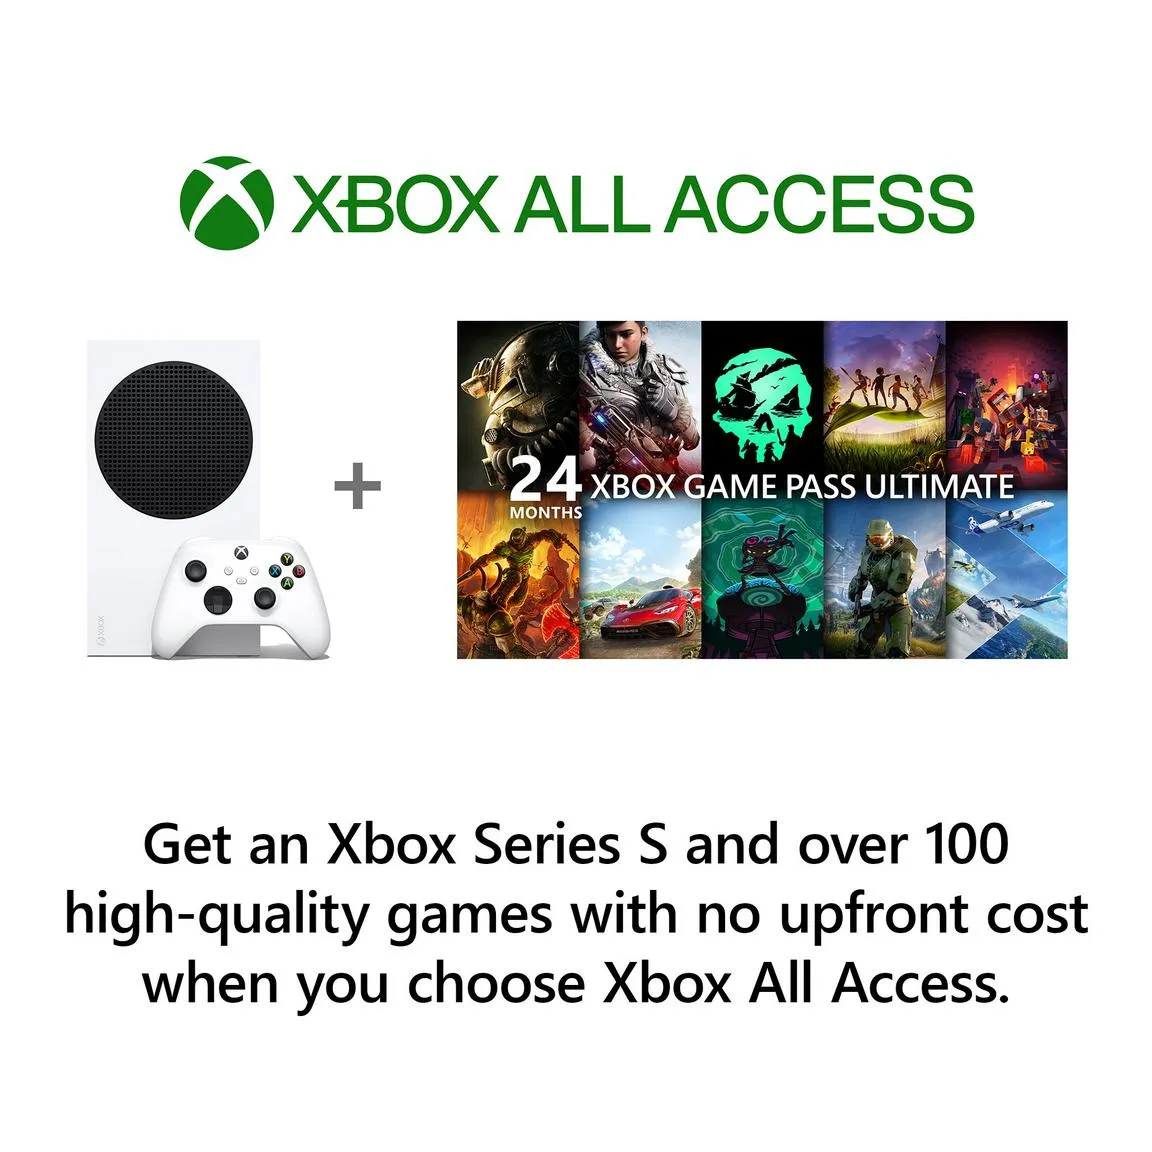 XBOX ALL ACCESS
24 MONTHS XBOX GAME PASS ULTIMATE
XBOX
Y
X B
A
Get an Xbox Series S and over 100
high-quality games with no upfront cost
when you choose Xbox All Access.